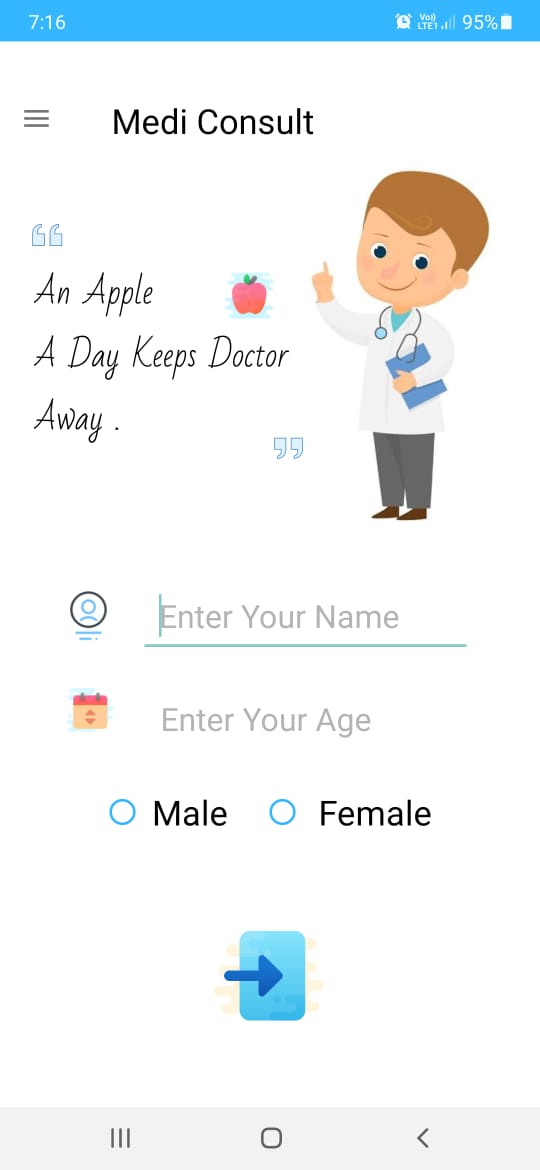 7:16
Vo)) LTE1 95%
Medi Consult
An Apple
A Day Keeps Doctor
Away .
Enter Your Name
Enter Your Age
Male Female